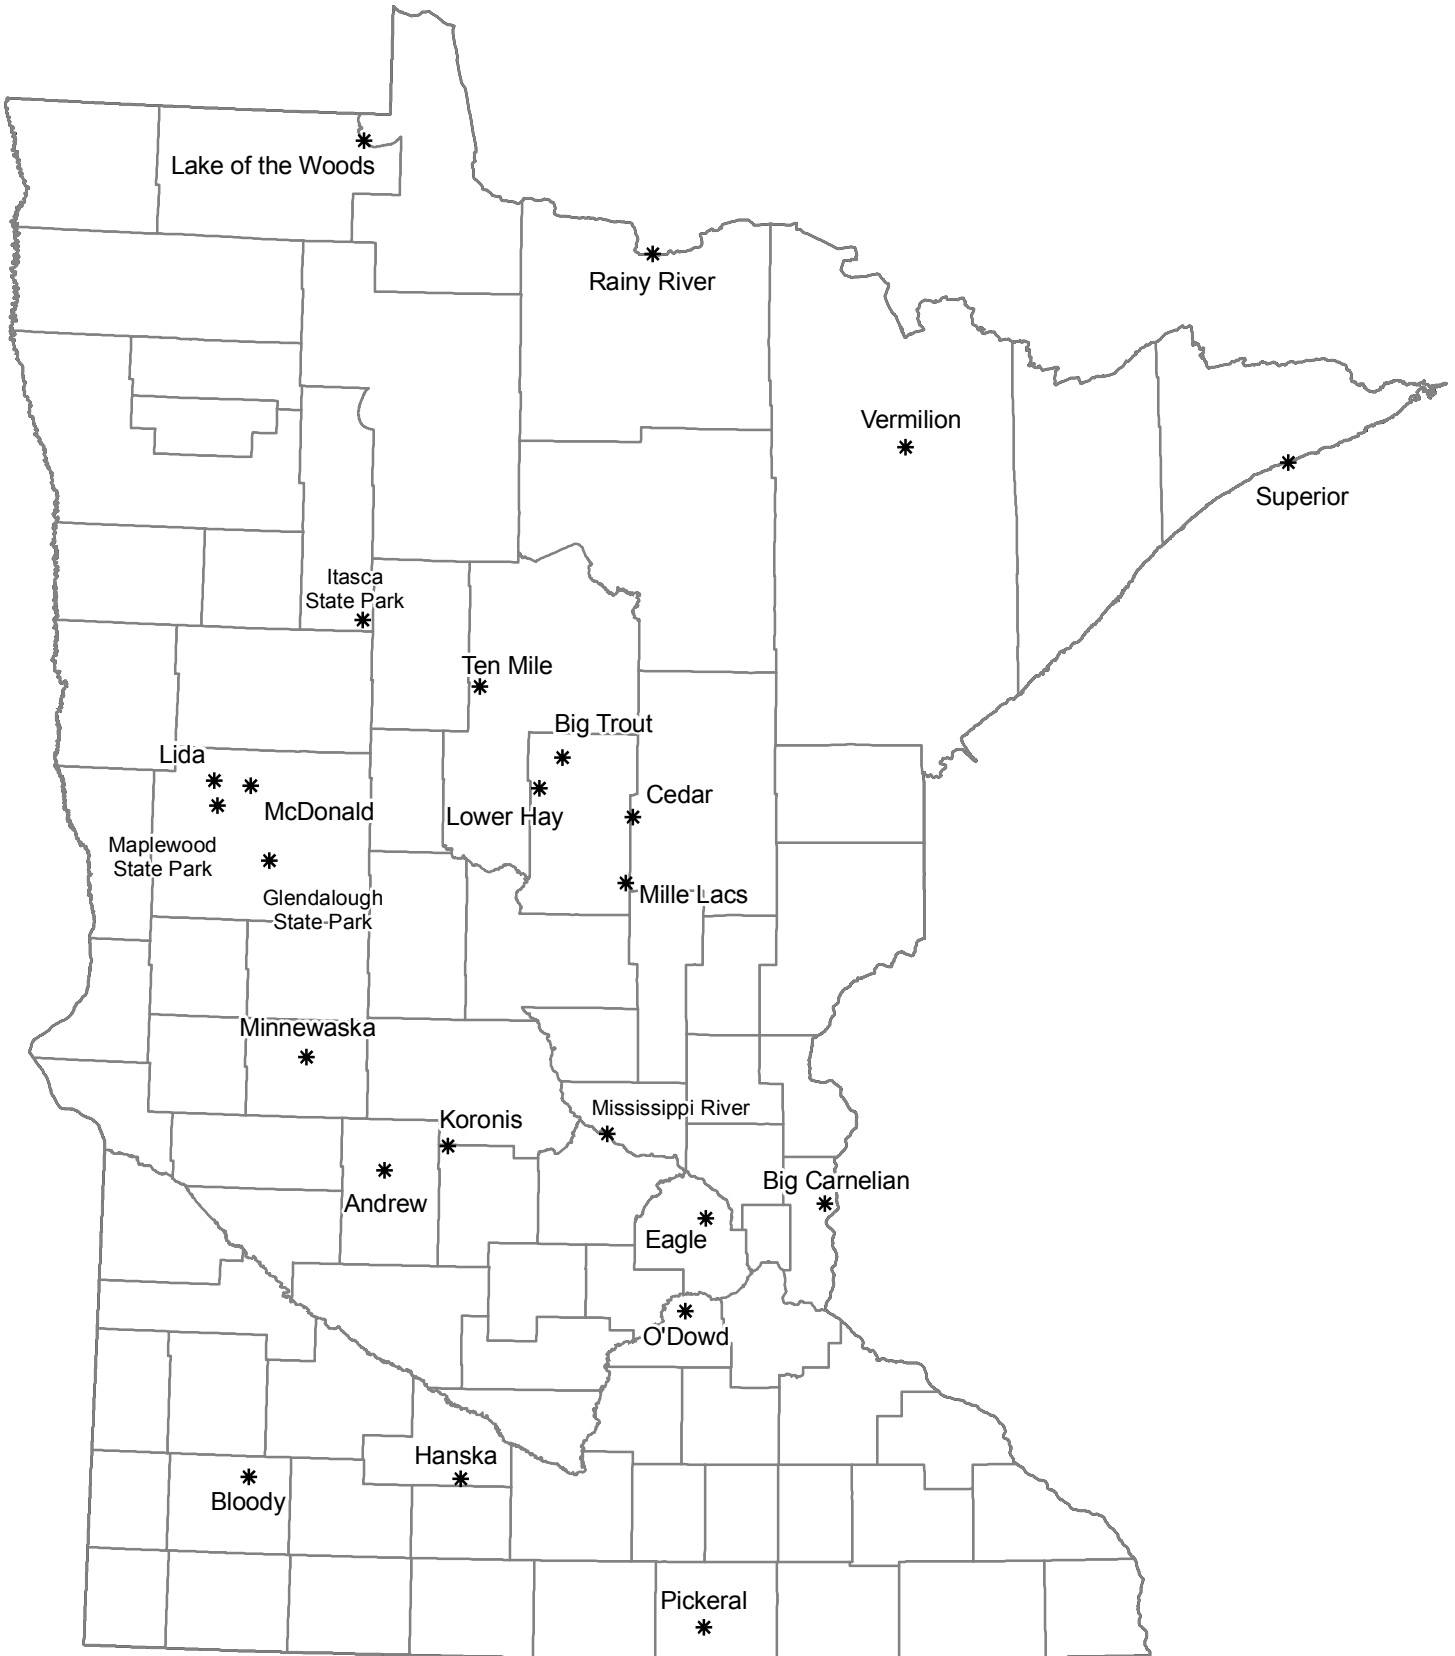 Lake of the Woods
Rainy River
Vermilion
Superior
Itasca
State Park
Ten Mile
Big Trout
Lida
Cedar
McDonald
Lower Hay
Maplewood
State Park
Mille Lacs
Glendalough
State Park
Minnewaska
Mississippi River
Koronis
Big Carnelian
Andrew
Eagle
O'Dowd
Hanska
Bloody
Pickeral